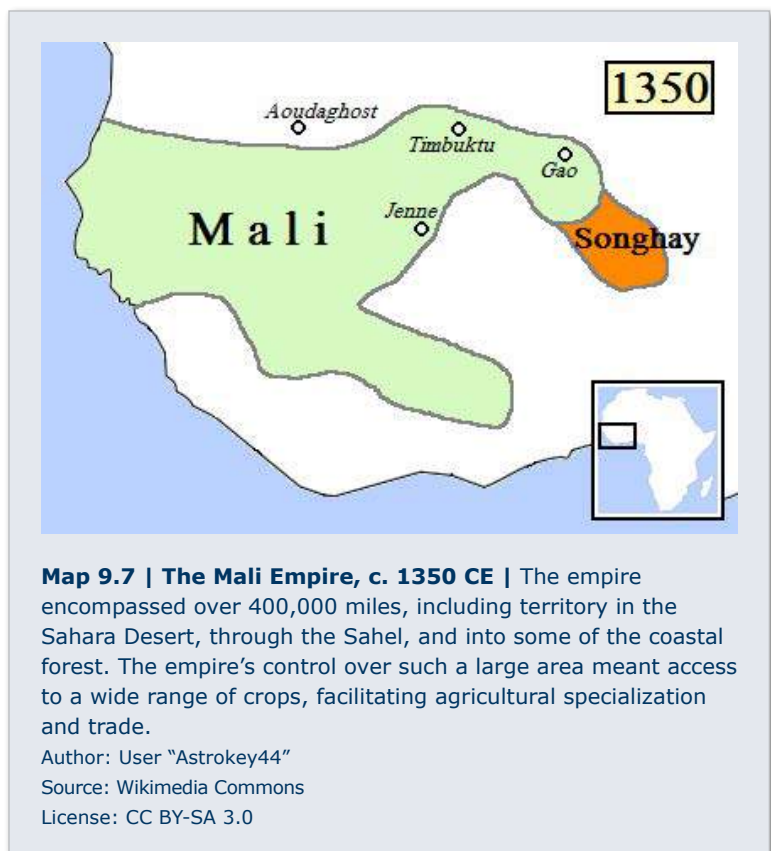 1350
Aoudaghost
Timbuktu
Gao
Jenne
Mali
Songhay
Map 9.7 | The Mali Empire, c. 1350 CE | The empire
encompassed over 400,000 miles, including territory in the
Sahara Desert, through the Sahel, and into some of the coastal
forest. The empire’s control over such a large area meant access
to a wide range of crops, facilitating agricultural specialization
and trade.
Author: User “Astrokey44”
Source: Wikimedia Commons
License: CC BY-SA 3.0